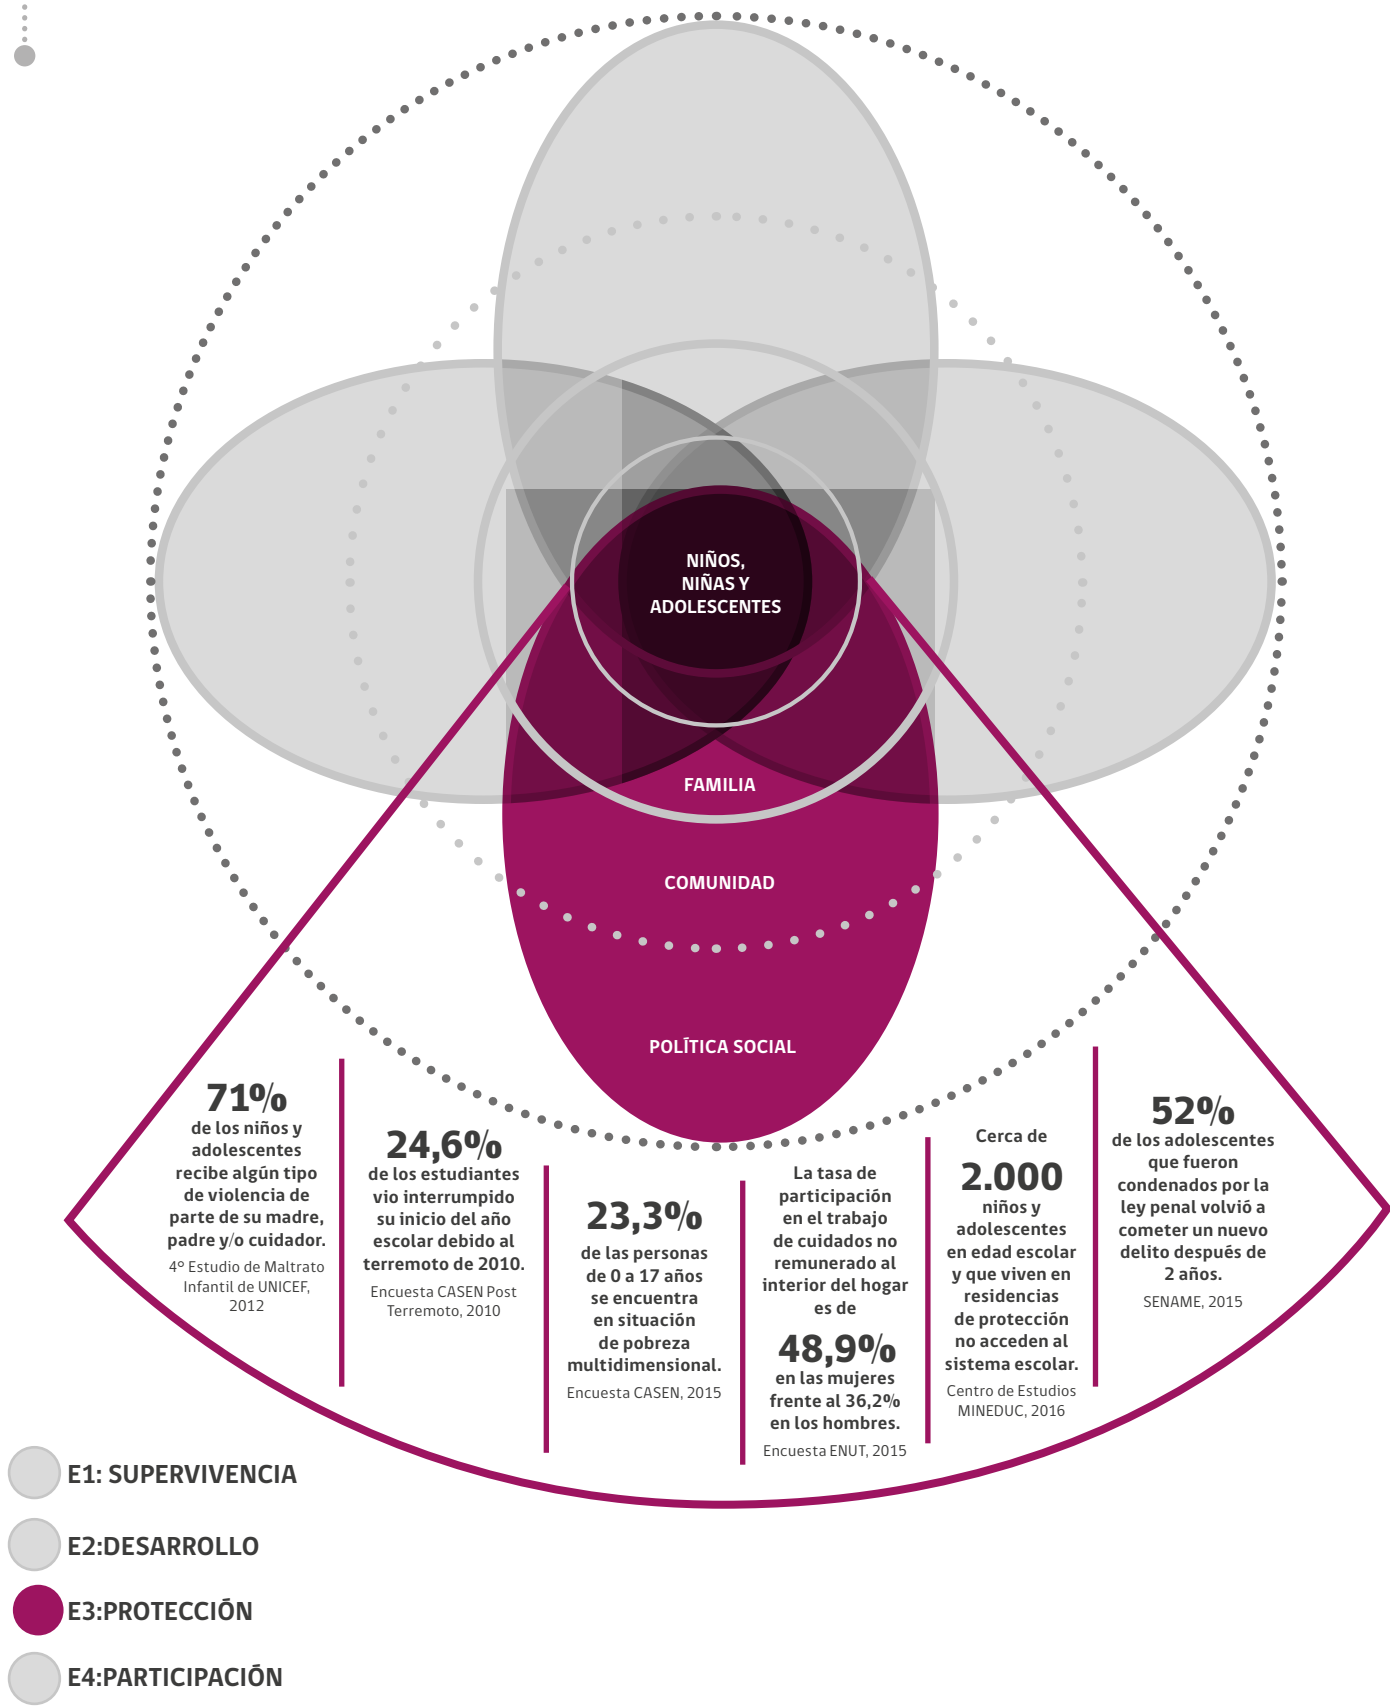 NIÑOS,
NIÑAS Y
ADOLESCENTES
FAMILIA
COMUNIDAD
POLÍTICA SOCIAL
71%
de los niños y
adolescentes
recibe algún tipo
de violencia de
parte de su madre,
padre y/o cuidador.
4º Estudio de Maltrato
Infantil de UNICEF,
2012
24,6%
de los estudiantes
vio interrumpido
su inicio del año
escolar debido al
terremoto de 2010.
Encuesta CASEN Post
Terremoto, 2010
23,3%
de las personas
de 0 a 17 años
se encuentra
en situación
de pobreza
multidimensional.
Encuesta CASEN, 2015
La tasa de
participación
en el trabajo
de cuidados no
remunerado al
interior del hogar
es de
48,9%
en las mujeres
frente al 36,2%
en los hombres.
Encuesta ENUT, 2015
Cerca de
2.000
niños y
adolescentes
en edad escolar
y que viven en
residencias
de protección
no acceden al
sistema escolar.
Centro de Estudios
MINEDUC, 2016
52%
de los adolescentes
que fueron
condenados por la
ley penal volvió a
cometer un nuevo
delito después de
2 años.
SENAME, 2015
E1: SUPERVIVENCIA
E2:DESARROLLO
E3:PROTECCIÓN
E4:PARTICIPACIÓN